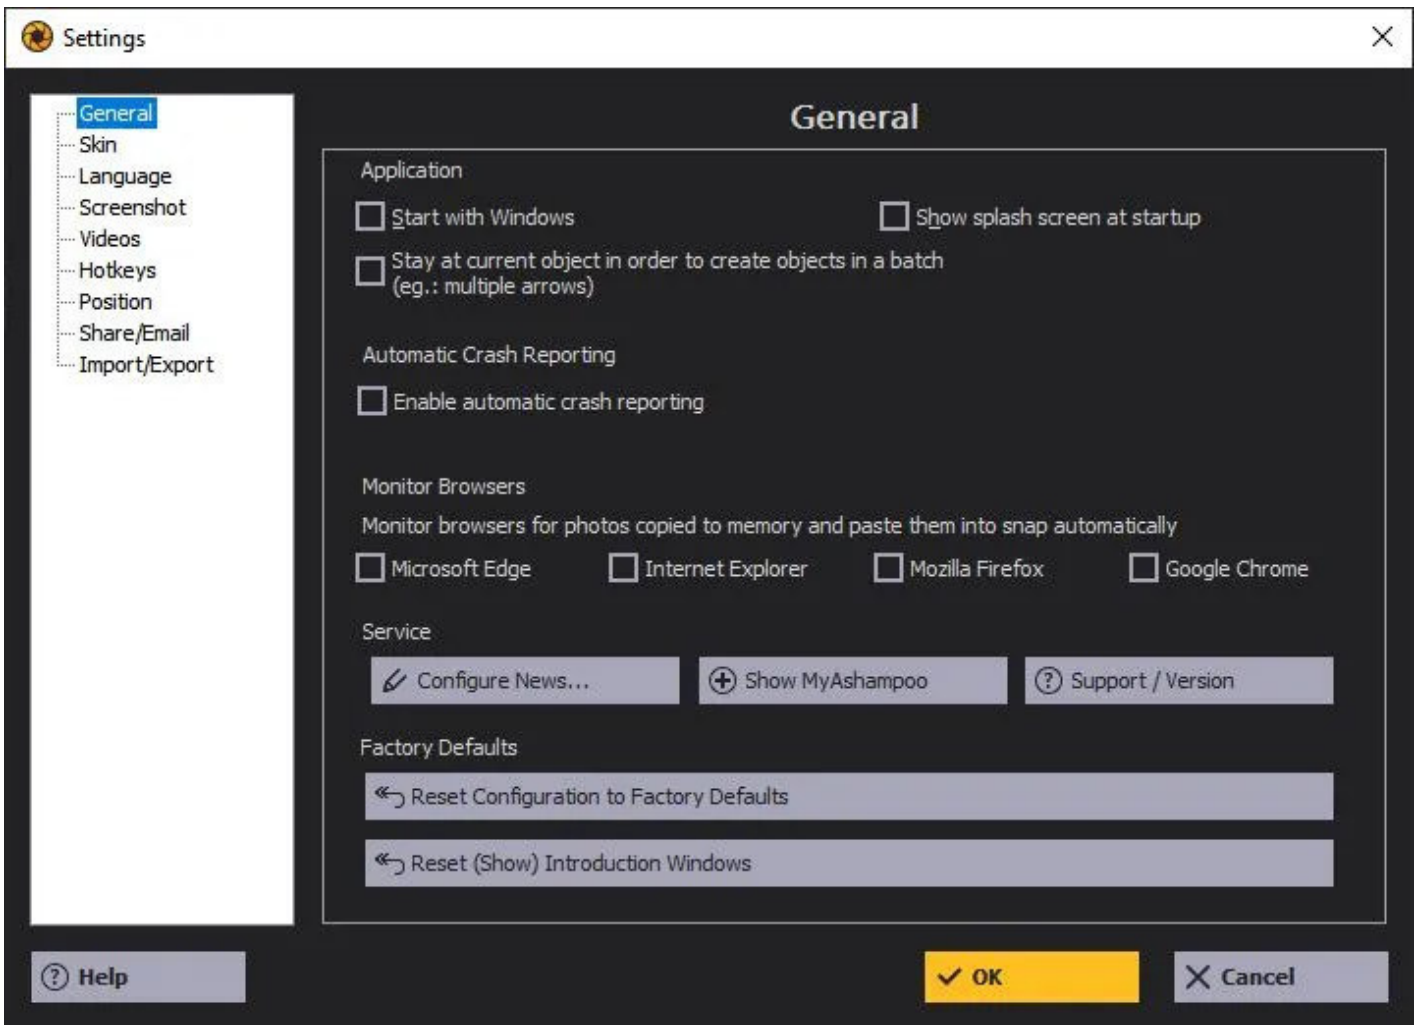 Settings
General
Skin
Language
Screenshot
Videos
Hotkeys
Position
Share/Email
Import/Export
General
Application
Start with Windows
Show splash screen at startup
Stay at current object in order to create objects in a batch
(eg.: multiple arrows)
Automatic Crash Reporting
Enable automatic crash reporting
Monitor Browsers
Monitor browsers for photos copied to memory and paste them into snap automatically
Microsoft Edge
Internet Explorer
Mozilla Firefox
Google Chrome
Service
Configure News...
Show MyAshampoo
Support / Version
Factory Defaults
Reset Configuration to Factory Defaults
Reset (Show) Introduction Windows
Help
OK
Cancel